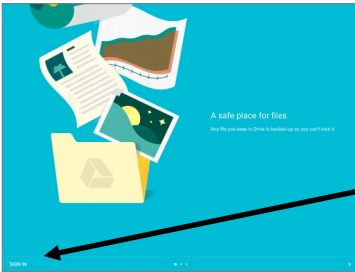 A safe place for files
Any file you keep in Drive is backed up so you can't lose it.
SIGN IN